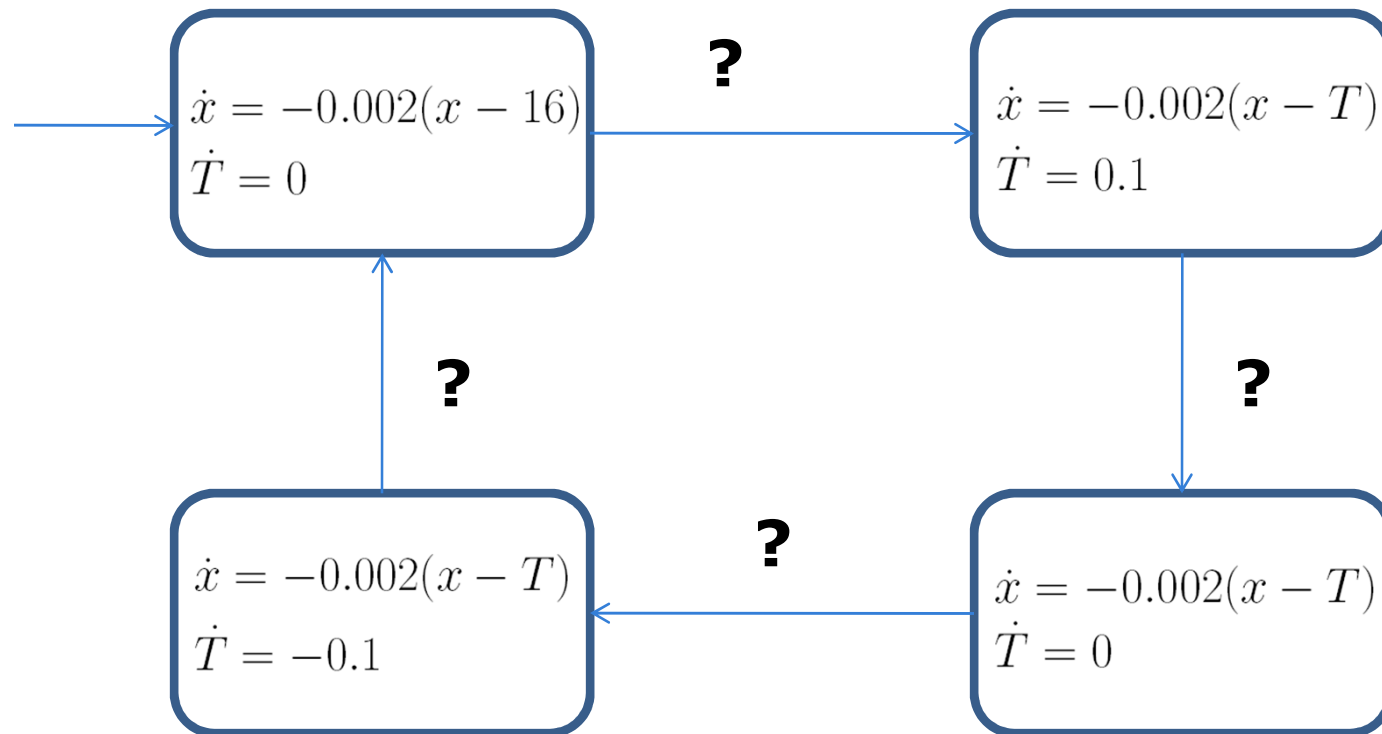 ?
ẋ = −0.002(x − 16)
Ṫ = 0
ẋ = −0.002(x − T)
Ṫ = 0.1
?
?
?
ẋ = −0.002(x − T)
Ṫ = −0.1
ẋ = −0.002(x − T)
Ṫ = 0